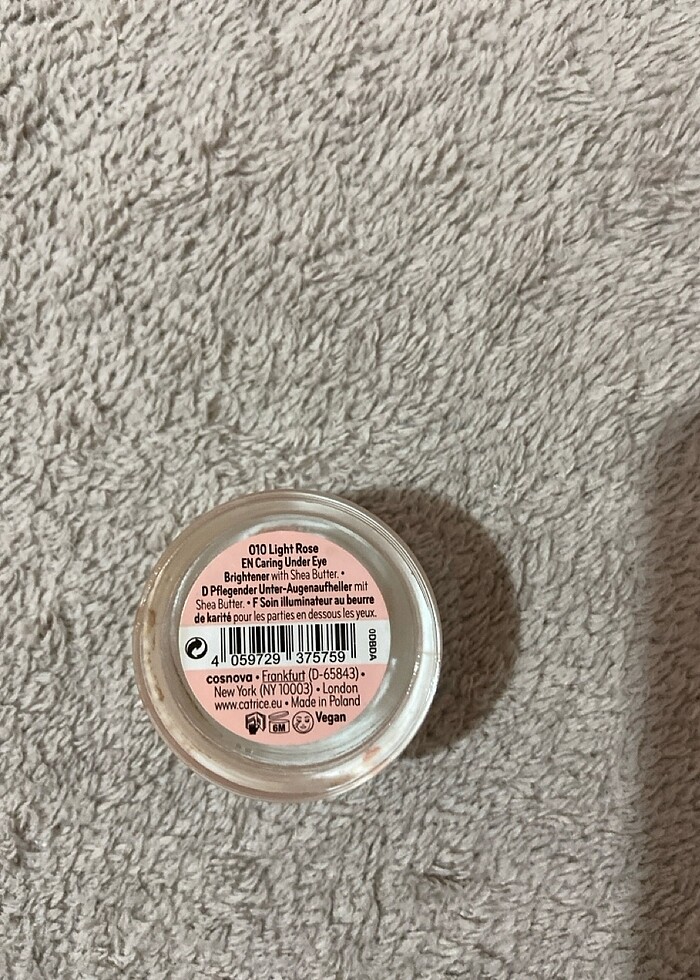 010 Light Rose
EN Caring Under Eye
Brightener with Shea Butter. •
D Pflegender Unter-Augenaufheller mit
Shea Butter. • F Soin illuminateur au beurre
de karité pour les parties en dessous les yeux.
4 059729 375759
0DBDA
cosnova • Frankfurt (D-65843) •
New York (NY 10003) • London
www.catrice.eu • Made in Poland
6M Vegan